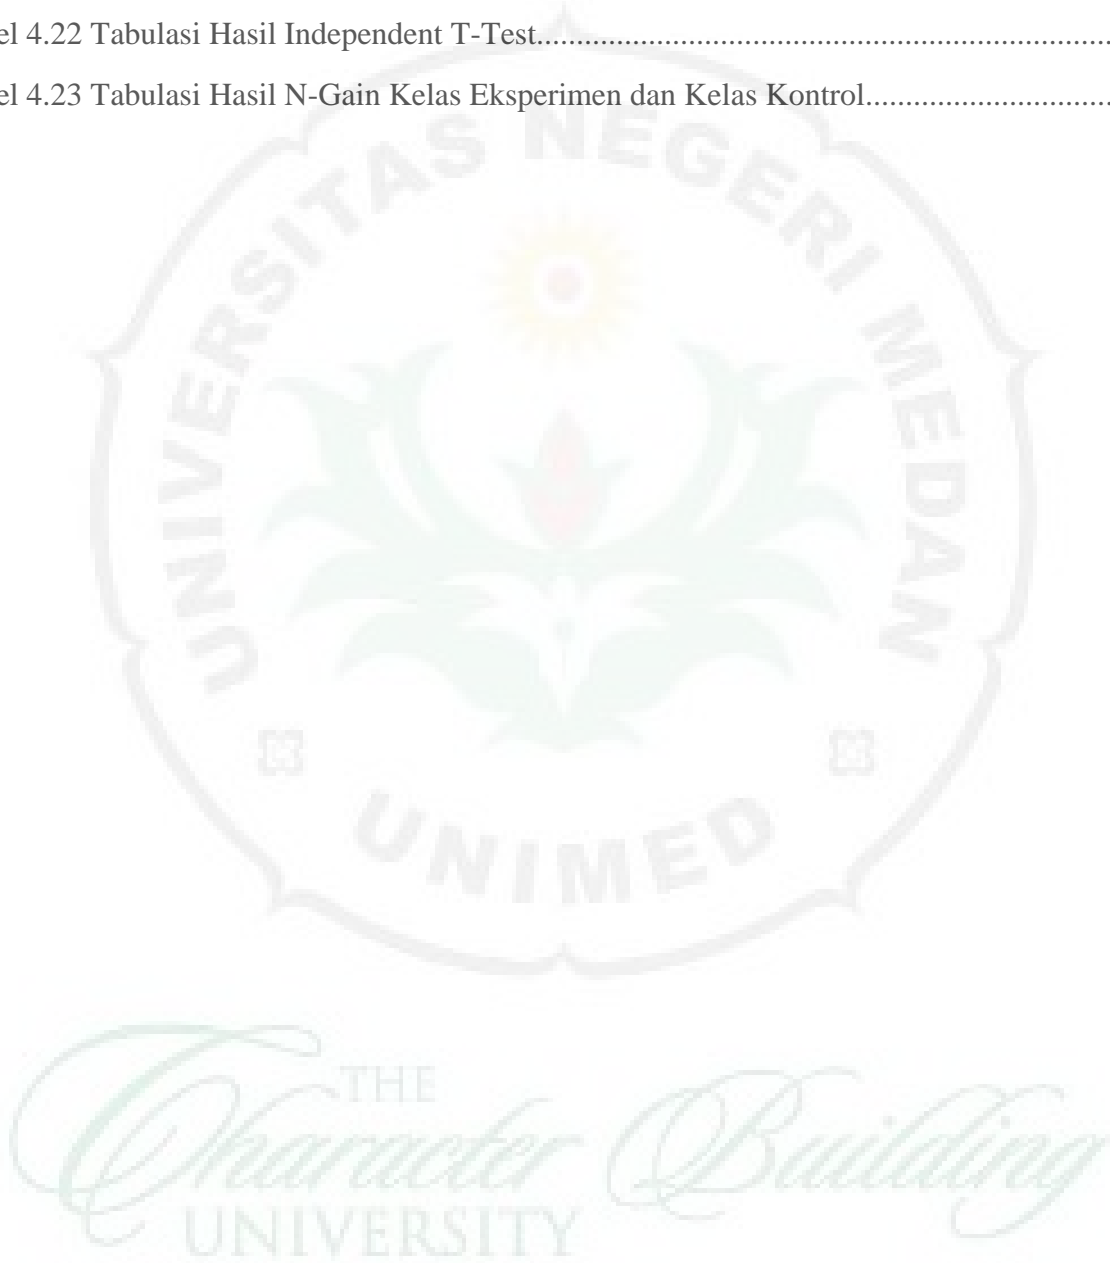 el 4.22 Tabulasi Hasil Independent T-Test........................................................................
el 4.23 Tabulasi Hasil N-Gain Kelas Eksperimen dan Kelas Kontrol...............................
UNIVERSITAS NEGERI MEDAN
UNIMED
THE
Character Building
UNIVERSITY